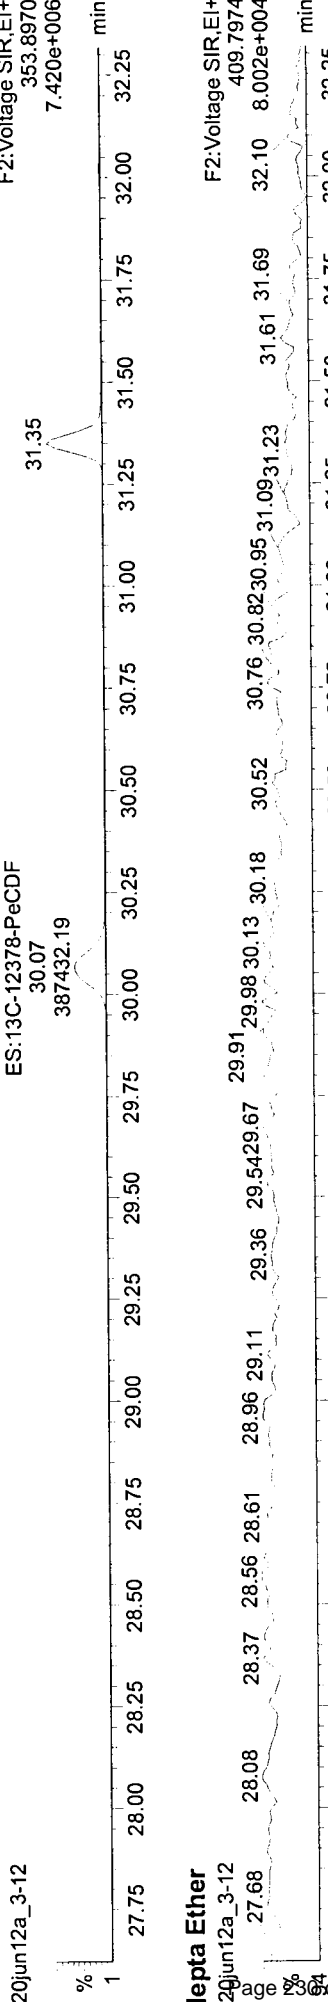 20jun12a_3-12
F2:Voltage SIR,EI+
353.8970
7.420e+006
ES:13C-12378-PeCDF
30.07
387432.19
31.35
%
1
27.75 28.00 28.25 28.50 28.75 29.00 29.25 29.50 29.75 30.00 30.25 30.50 30.75 31.00 31.25 31.50 31.75 32.00 32.25
min
lepta Ether
20jun12a_3-12
F2:Voltage SIR,EI+
409.7974
8.002e+004
27.68 28.08 28.37 28.56 28.61 28.96 29.11 29.36 29.54 29.67 29.91 29.98 30.13 30.18 30.52 30.76 30.82 30.95 31.09 31.23 31.61 31.69 32.10
%
min
Page 230